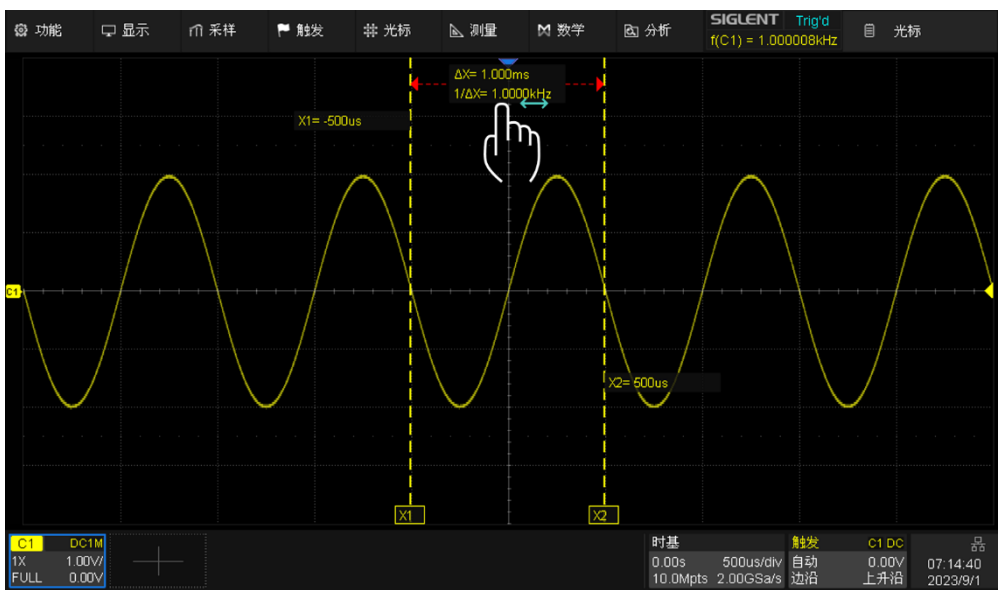 功能 显示 采样 触发 光标 测量 数学 分析 SIGLENT Trig'd 光标
f(C1) = 1.000008kHz
ΔX= 1.000ms
1/ΔX= 1.0000kHz
X1= -500us
C1
X2= 500us
X1 X2
C1 DC1M
1X 1.00V/
FULL 0.00V
时基
0.00s 500us/div
10.0Mpts 2.00GSa/s
触发 C1 DC
自动 0.00V
边沿 上升沿
07:14:40
2023/9/1